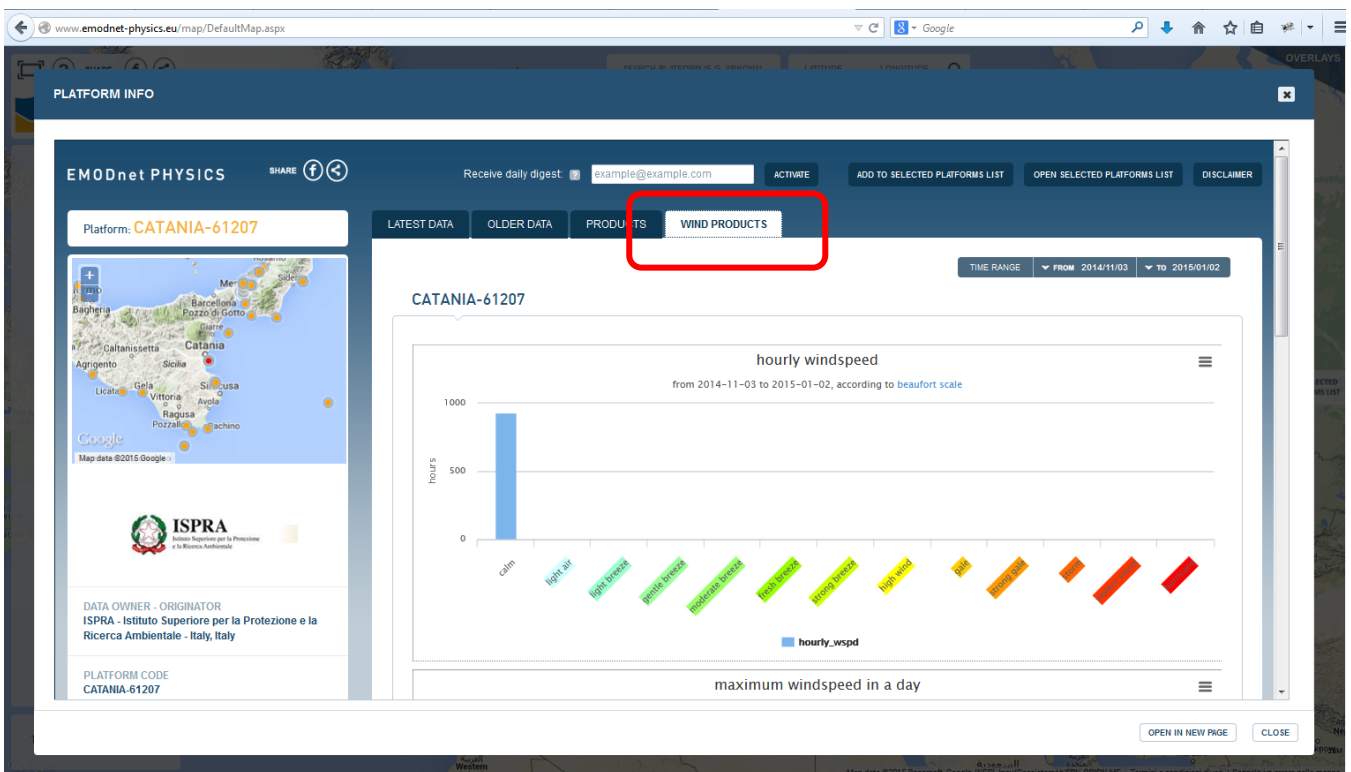 www.emodnet-physics.eu/map/DefaultMap.aspx
Google
OVERLAYS
PLATFORM INFO
EMODnet PHYSICS
SHARE
Receive daily digest:
example@example.com
ACTIVATE
ADD TO SELECTED PLATFORMS LIST
OPEN SELECTED PLATFORMS LIST
DISCLAIMER
Platform: CATANIA-61207
LATEST DATA
OLDER DATA
PRODUCTS
WIND PRODUCTS
TIME RANGE
FROM 2014/11/03
TO 2015/01/02
CATANIA-61207
Bagheria
Barcellona
Pozzo di Gotto
Giarre
Caltanissetta
Catania
Agrigento
Sicilia
Licata
Gela
Vittoria
Avola
Ragusa
Google
Map data ©2015 Google
ISPRA
Istituto Superiore per la Protezione
e la Ricerca Ambientale
DATA OWNER - ORIGINATOR
ISPRA - Istituto Superiore per la Protezione e la
Ricerca Ambientale - Italy, Italy
PLATFORM CODE
CATANIA-61207
hourly windspeed
from 2014-11-03 to 2015-01-02, according to beaufort scale
1000
500
0
hours
calm
light air
light breeze
gentle breeze
moderate breeze
fresh breeze
strong breeze
high wind
gale
strong gale
storm
hourly_wspd
maximum windspeed in a day
OPEN IN NEW PAGE
CLOSE
Western